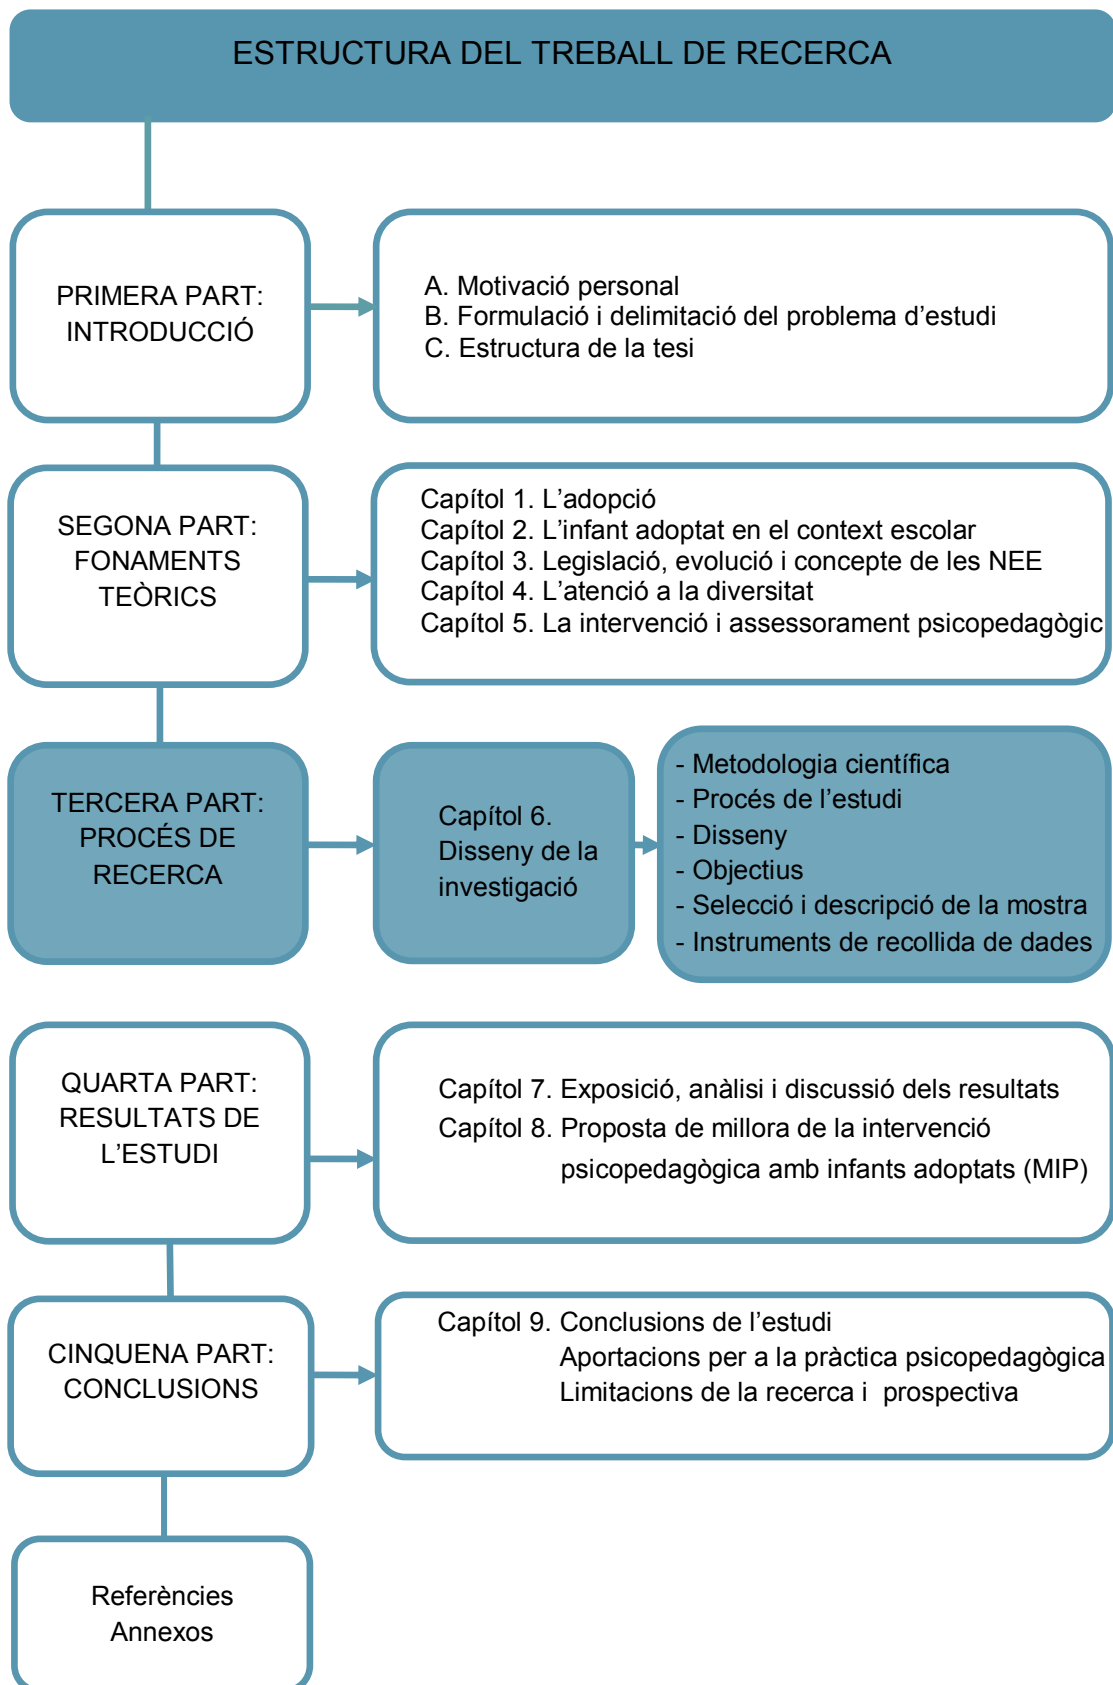 ESTRUCTURA DEL TREBALL DE RECERCA
PRIMERA PART:
INTRODUCCIÓ
A. Motivació personal
B. Formulació i delimitació del problema d’estudi
C. Estructura de la tesi
SEGONA PART:
FONAMENTS
TEÒRICS
Capítol 1. L’adopció
Capítol 2. L’infant adoptat en el context escolar
Capítol 3. Legislació, evolució i concepte de les NEE
Capítol 4. L’atenció a la diversitat
Capítol 5. La intervenció i assessorament psicopedagògic
TERCERA PART:
PROCÉS DE
RECERCA
Capítol 6.
Disseny de la
investigació
- Metodologia científica
- Procés de l’estudi
- Disseny
- Objectius
- Selecció i descripció de la mostra
- Instruments de recollida de dades
QUARTA PART:
RESULTATS DE
L’ESTUDI
Capítol 7. Exposició, anàlisi i discussió dels resultats
Capítol 8. Proposta de millora de la intervenció
psicopedagògica amb infants adoptats (MIP)
CINQUENA PART:
CONCLUSIONS
Capítol 9. Conclusions de l’estudi
Aportacions per a la pràctica psicopedagògica
Limitacions de la recerca i prospectiva
Referències
Annexos